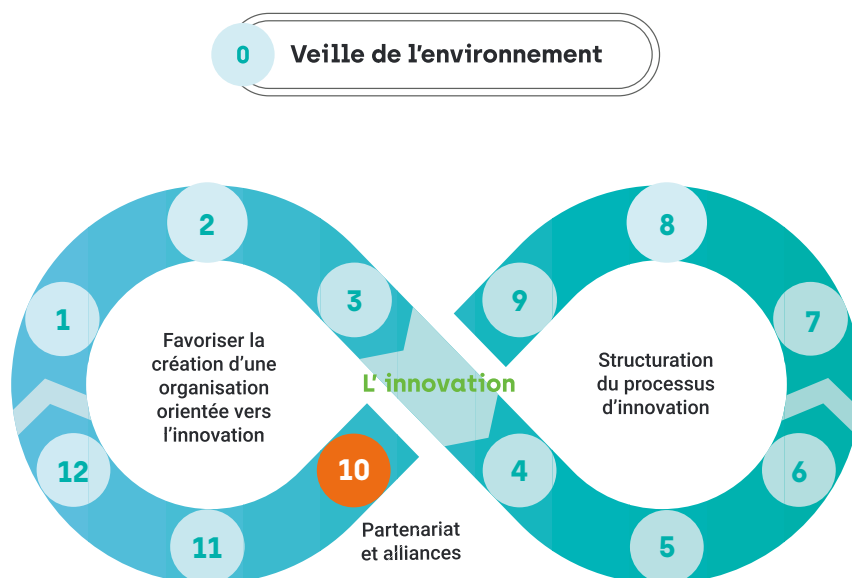 0 Veille de l'environnement
2
8
1
3
9
7
Favoriser la
création d'une
organisation
orientée vers
l'innovation
L' innovation
Structuration
du processus
d'innovation
12
10
4
6
Partenariat
et alliances
11
5